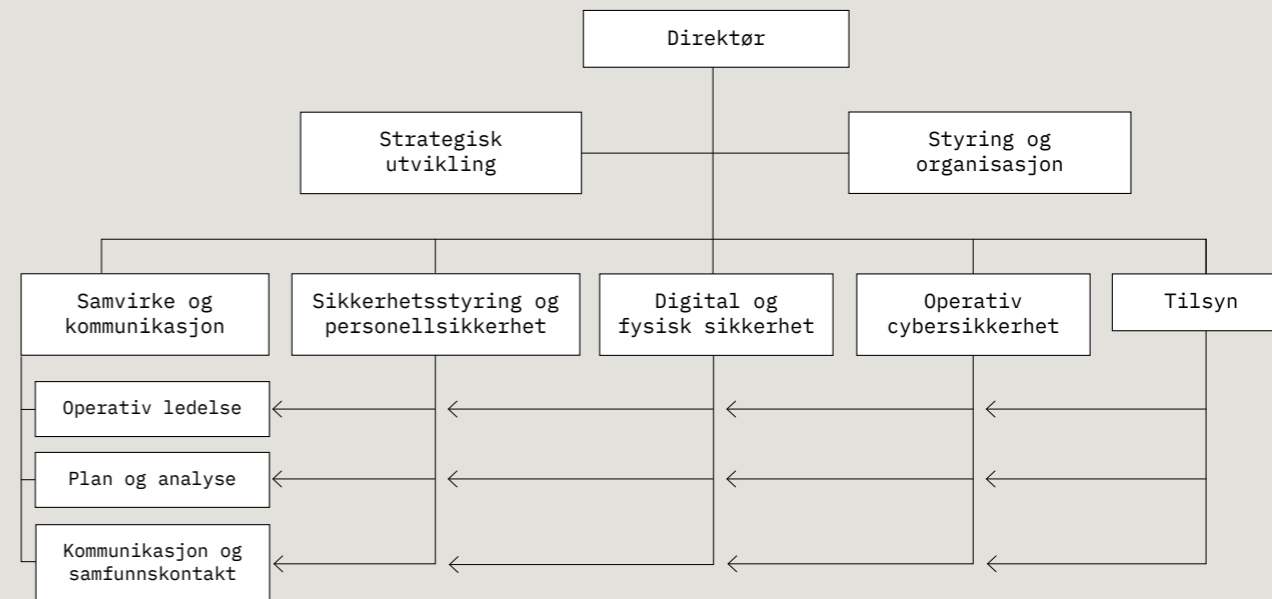 Direktør
Strategisk
utvikling
Styring og
organisasjon
Samvirke og
kommunikasjon
Sikkerhetsstyring og
personellsikkerhet
Digital og
fysisk sikkerhet
Operativ
cybersikkerhet
Tilsyn
Operativ ledelse
Plan og analyse
Kommunikasjon og
samfunnskontakt